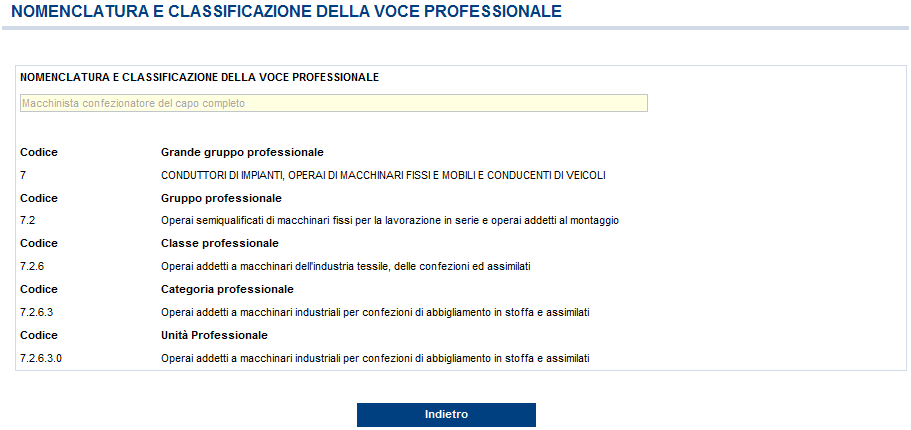 NOMENCLATURA E CLASSIFICAZIONE DELLA VOCE PROFESSIONALE
NOMENCLATURA E CLASSIFICAZIONE DELLA VOCE PROFESSIONALE
Macchinista confezionatore del capo completo
Codice Grande gruppo professionale
7 CONDUTTORI DI IMPIANTI, OPERAI DI MACCHINARI FISSI E MOBILI E CONDUCENTI DI VEICOLI
Codice Gruppo professionale
7.2 Operai semiqualificati di macchinari fissi per la lavorazione in serie e operai addetti al montaggio
Codice Classe professionale
7.2.6 Operai addetti a macchinari dell'industria tessile, delle confezioni ed assimilati
Codice Categoria professionale
7.2.6.3 Operai addetti a macchinari industriali per confezioni di abbigliamento in stoffa e assimilati
Codice Unità Professionale
7.2.6.3.0 Operai addetti a macchinari industriali per confezioni di abbigliamento in stoffa e assimilati
Indietro